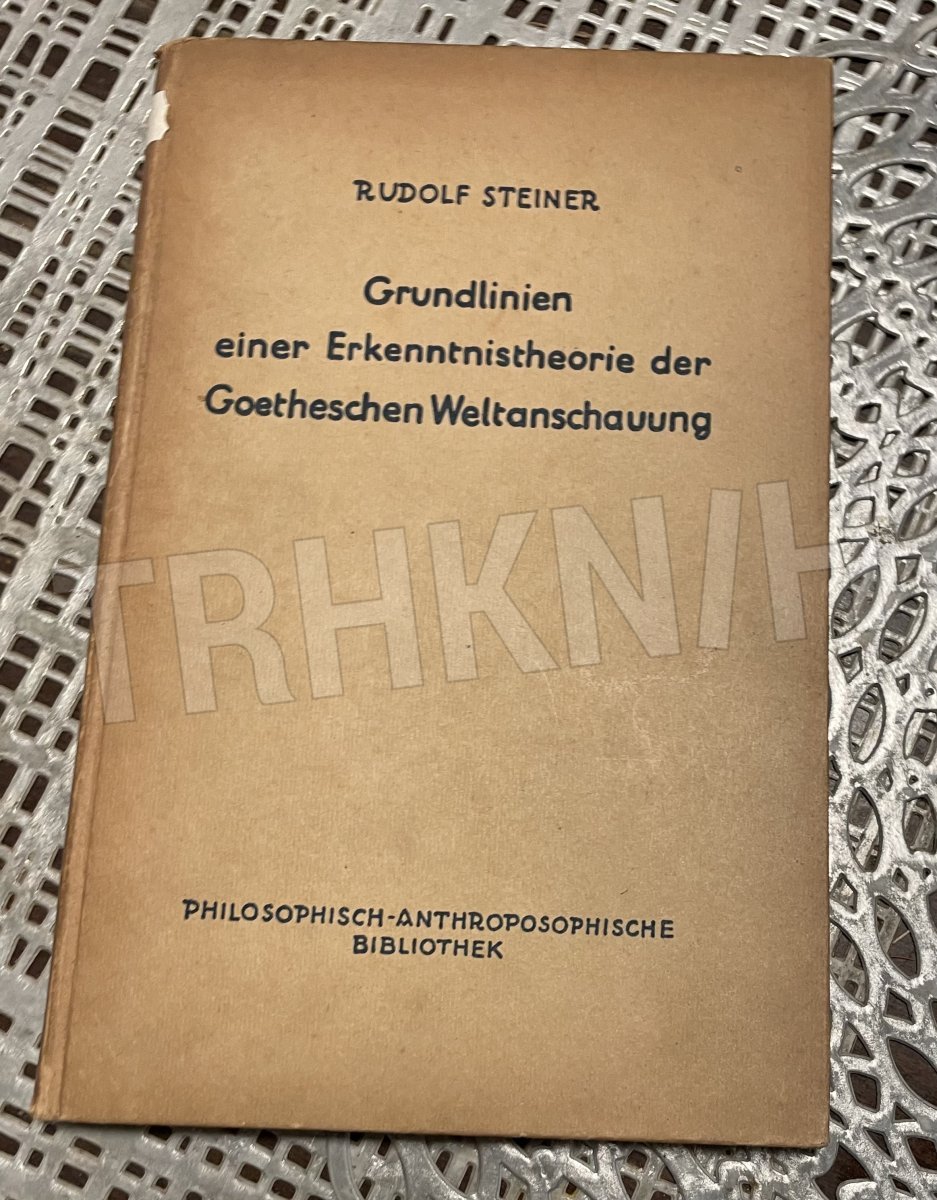 RUDOLF STEINER
Grundlinien
einer Erkenntnistheorie der
Goetheschen Weltanschauung
TRHKNIH
PHILOSOPHISCH-ANTHROPOSOPHISCHE
BIBLIOTHEK